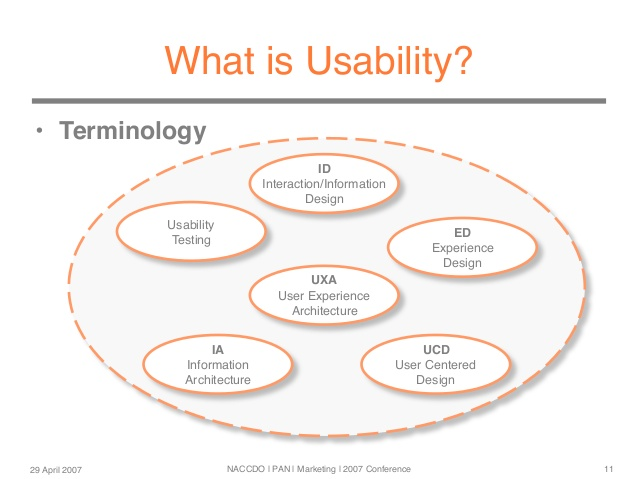 What is Usability?
• Terminology
ID
Interaction/Information
Design
Usability
Testing
ED
Experience
Design
UXA
User Experience
Architecture
IA
Information
Architecture
UCD
User Centered
Design
29 April 2007
NACCDO | PAN | Marketing | 2007 Conference
11